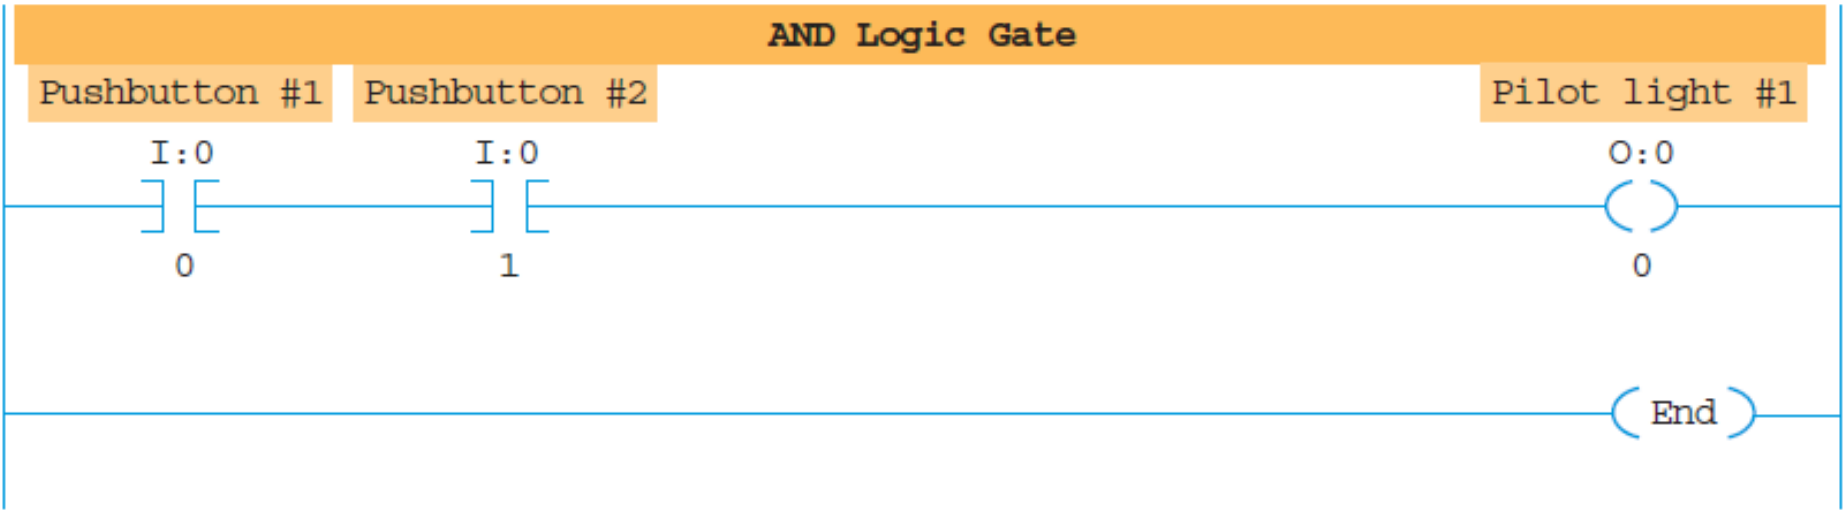 AND Logic Gate
Pushbutton #1 Pushbutton #2 Pilot light #1
I:0 I:0 O:0
0 1 0
End